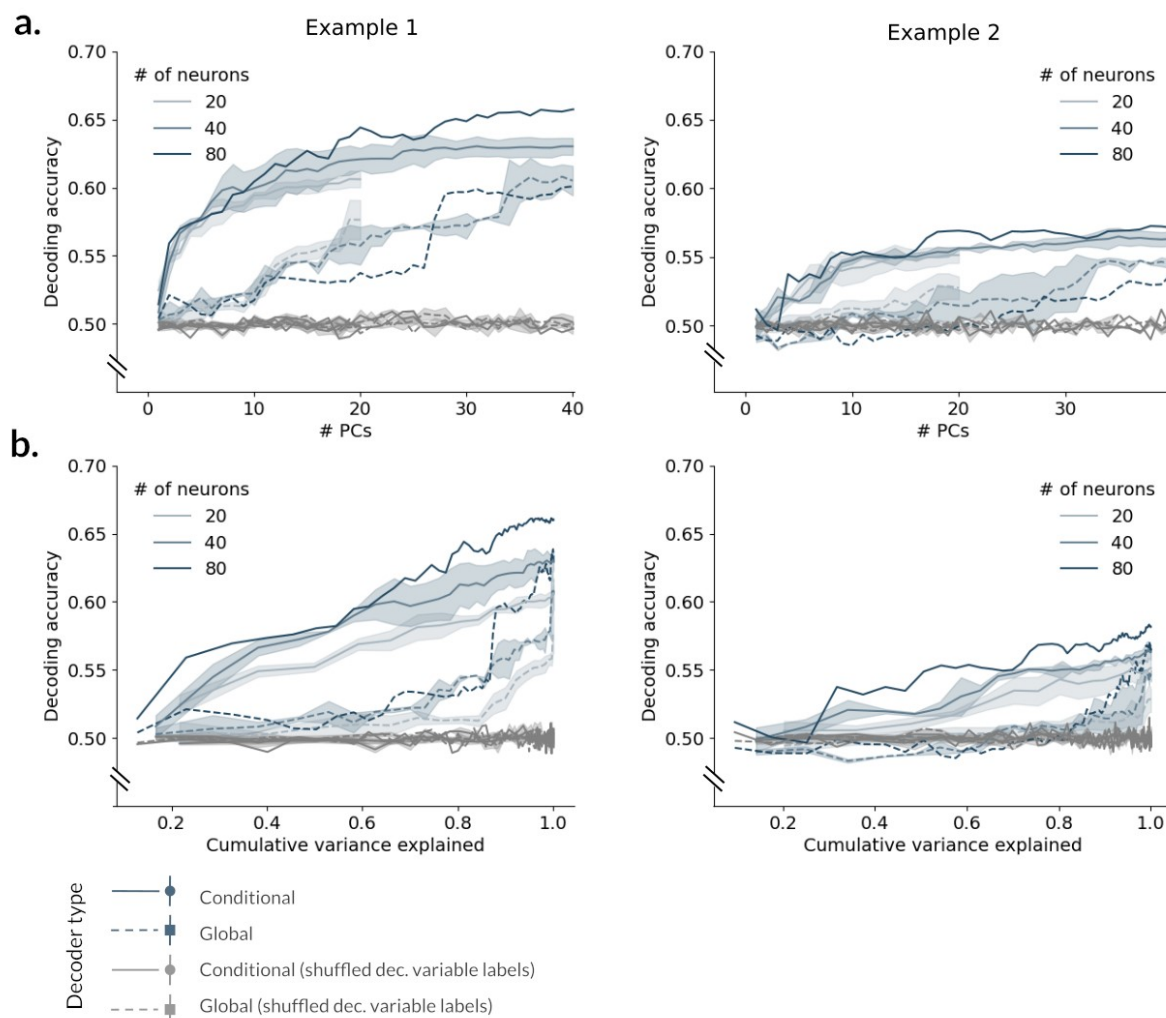 a.
Example 1
0.70
0.65
0.60
0.55
0.50
Decoding accuracy
# of neurons
20
40
80
0 10 20 30 40
# PCs
Example 2
0.70
0.65
0.60
0.55
0.50
Decoding accuracy
# of neurons
20
40
80
0 10 20 30
# PCs
b.
0.70
0.65
0.60
0.55
0.50
Decoding accuracy
# of neurons
20
40
80
0.2 0.4 0.6 0.8 1.0
Cumulative variance explained
0.70
0.65
0.60
0.55
0.50
Decoding accuracy
# of neurons
20
40
80
0.2 0.4 0.6 0.8 1.0
Cumulative variance explained
Decoder type
Conditional
Global
Conditional (shuffled dec. variable labels)
Global (shuffled dec. variable labels)